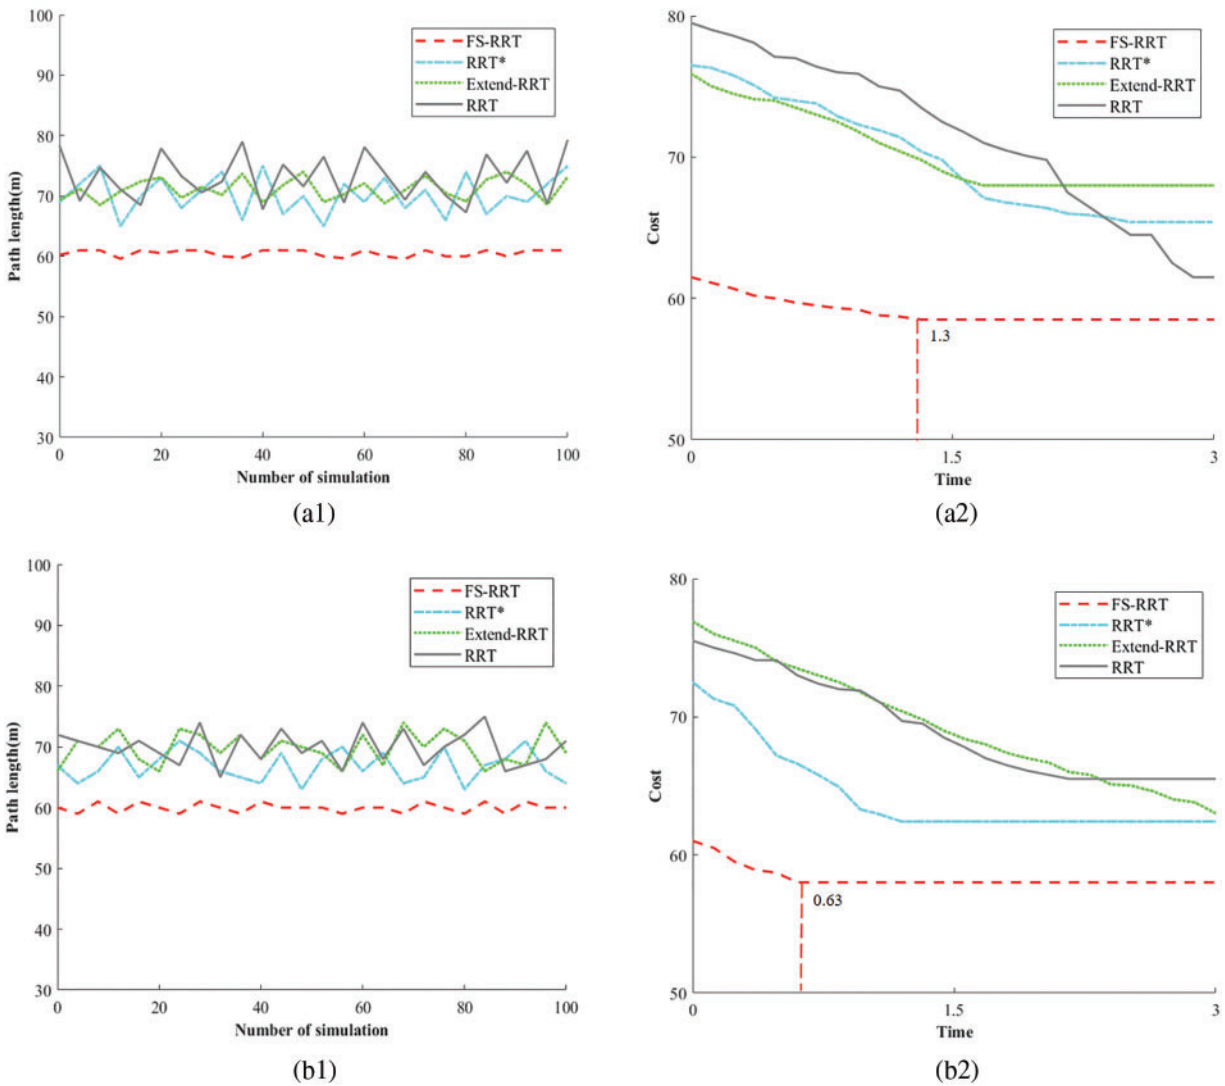 100
90
80
70
60
50
40
30
Path length(m)
0 20 40 60 80 100
Number of simulation
FS-RRT
RRT*
Extend-RRT
RRT
(a1)
80
70
60
50
Cost
0 1.5 3
Time
FS-RRT
RRT*
Extend-RRT
RRT
1.3
(a2)
100
90
80
70
60
50
40
30
Path length(m)
0 20 40 60 80 100
Number of simulation
FS-RRT
RRT*
Extend-RRT
RRT
(b1)
80
70
60
50
Cost
0 1.5 3
Time
FS-RRT
RRT*
Extend-RRT
RRT
0.63
(b2)